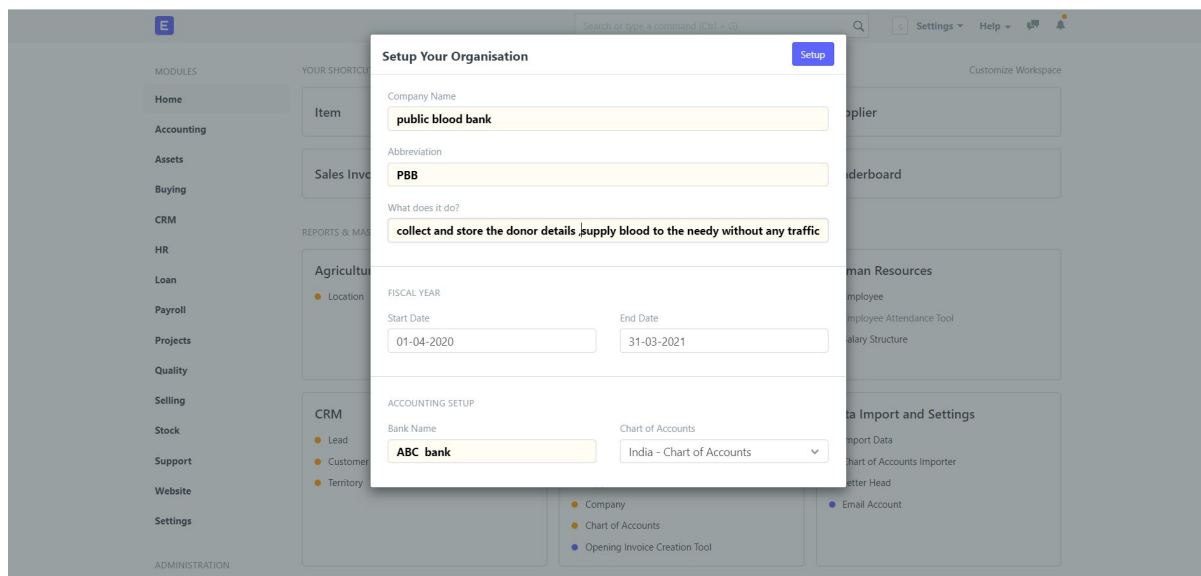 E
Search or type a command (Ctrl + G)
S
Settings
Help
MODULES
Home
Accounting
Assets
Buying
CRM
HR
Loan
Payroll
Projects
Quality
Selling
Stock
Support
Website
Settings
ADMINISTRATION
YOUR SHORTCU
Customize Workspace
Item
pplier
Sales Invo
derboard
REPORTS & MAS
Agricultu
Location
man Resources
mployee
mployee Attendance Tool
alary Structure
CRM
Lead
Customer
Territory
Company
Chart of Accounts
Opening Invoice Creation Tool
ta Import and Settings
mport Data
hart of Accounts Importer
etter Head
Email Account
Setup Your Organisation
Setup
Company Name
public blood bank
Abbreviation
PBB
What does it do?
collect and store the donor details ,supply blood to the needy without any traffic
FISCAL YEAR
Start Date
End Date
01-04-2020
31-03-2021
ACCOUNTING SETUP
Bank Name
Chart of Accounts
ABC  bank
India - Chart of Accounts